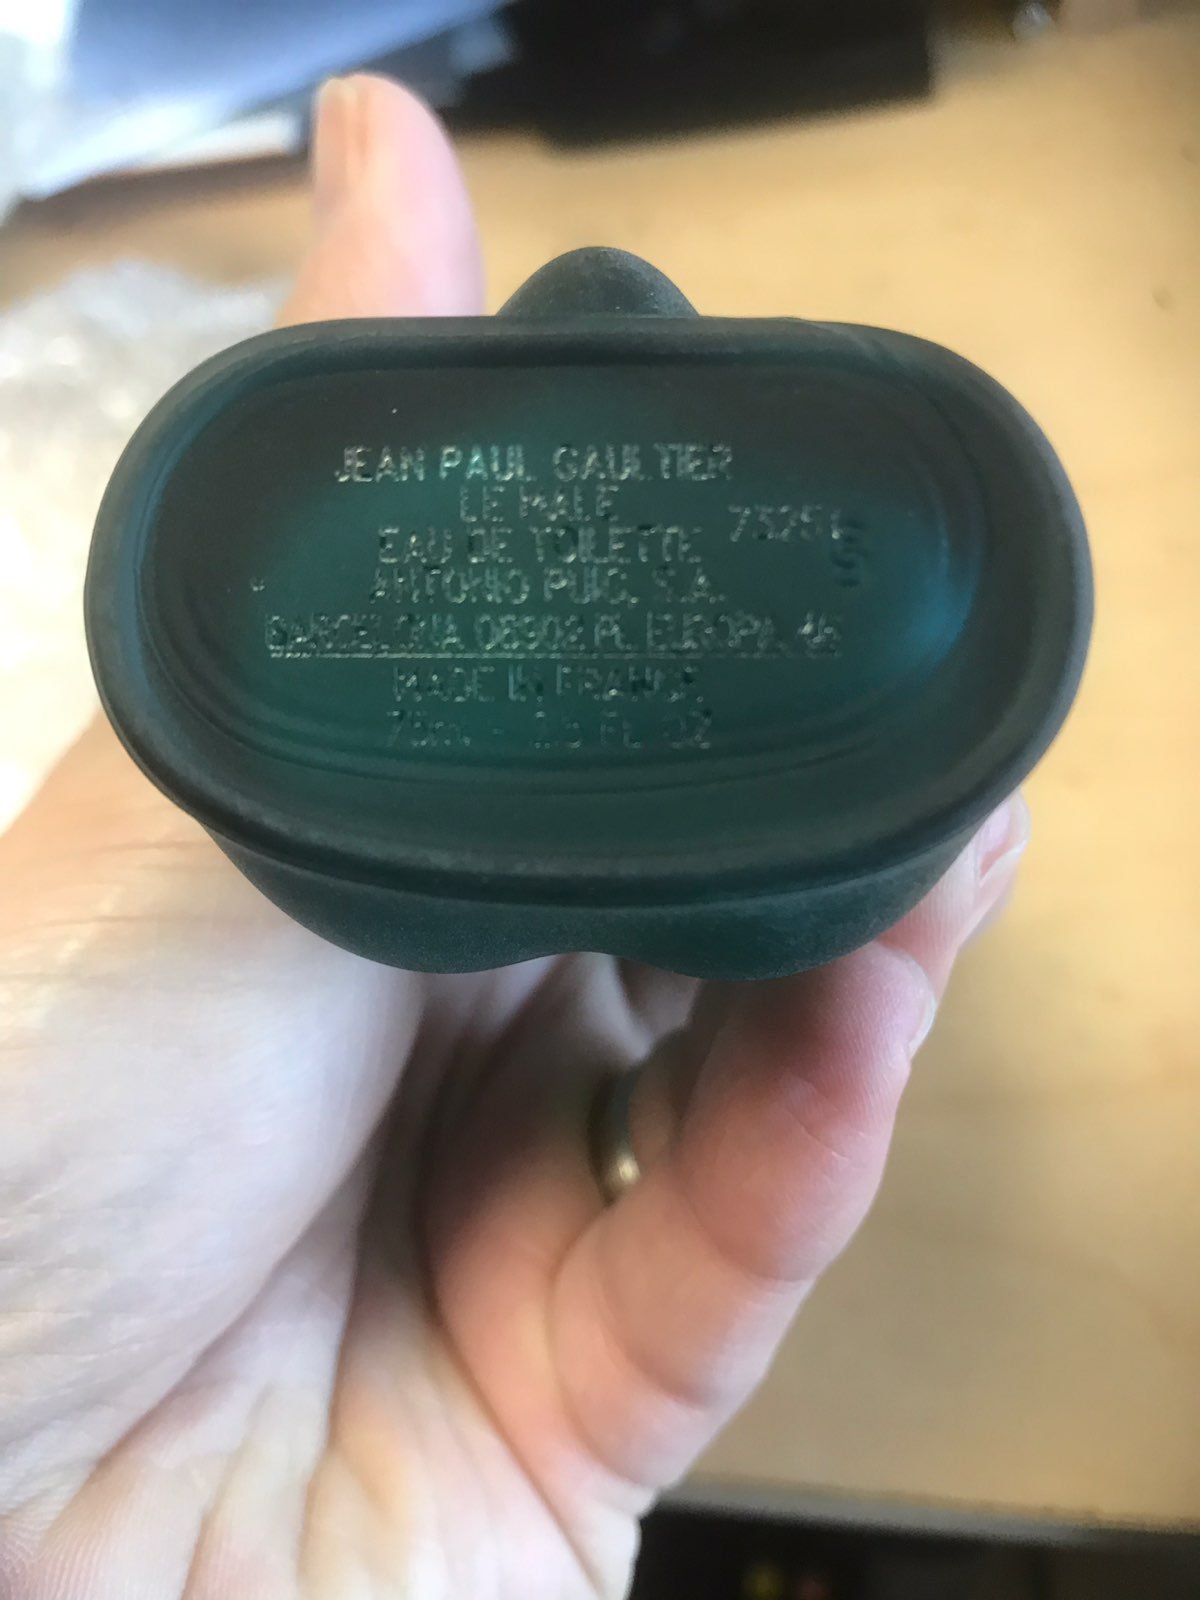 JEAN PAUL GAULTIER
LE MALE
EAU DE TOILETTE
ANTONIO PUIG, S.A.
BARCELONA 08902 PL EUROPA, 46
MADE IN FRANCE
75ml - 2.5 FL OZ